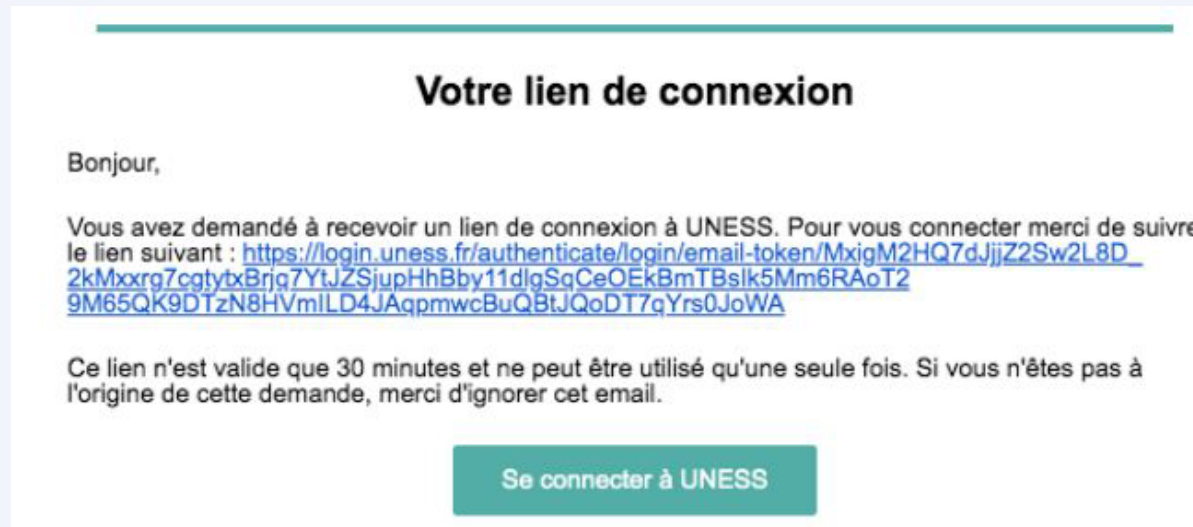 Votre lien de connexion
Bonjour,
Vous avez demandé à recevoir un lien de connexion à UNESS. Pour vous connecter merci de suivre
le lien suivant : https://login.uness.fr/authenticate/login/email-token/MxigM2HQ7dJjjZ2Sw2L8D_
2kMxxrg7cgtytxBrjq7YtJZSjupHhBby11dlgSqCeOEkBmTBsIk5Mm6RAoT2
9M65QK9DTzN8HVmILD4JAqpmwcBuQBtJQoDT7qYrs0JoWA
Ce lien n'est valide que 30 minutes et ne peut être utilisé qu'une seule fois. Si vous n'êtes pas à
l'origine de cette demande, merci d'ignorer cet email.
Se connecter à UNESS